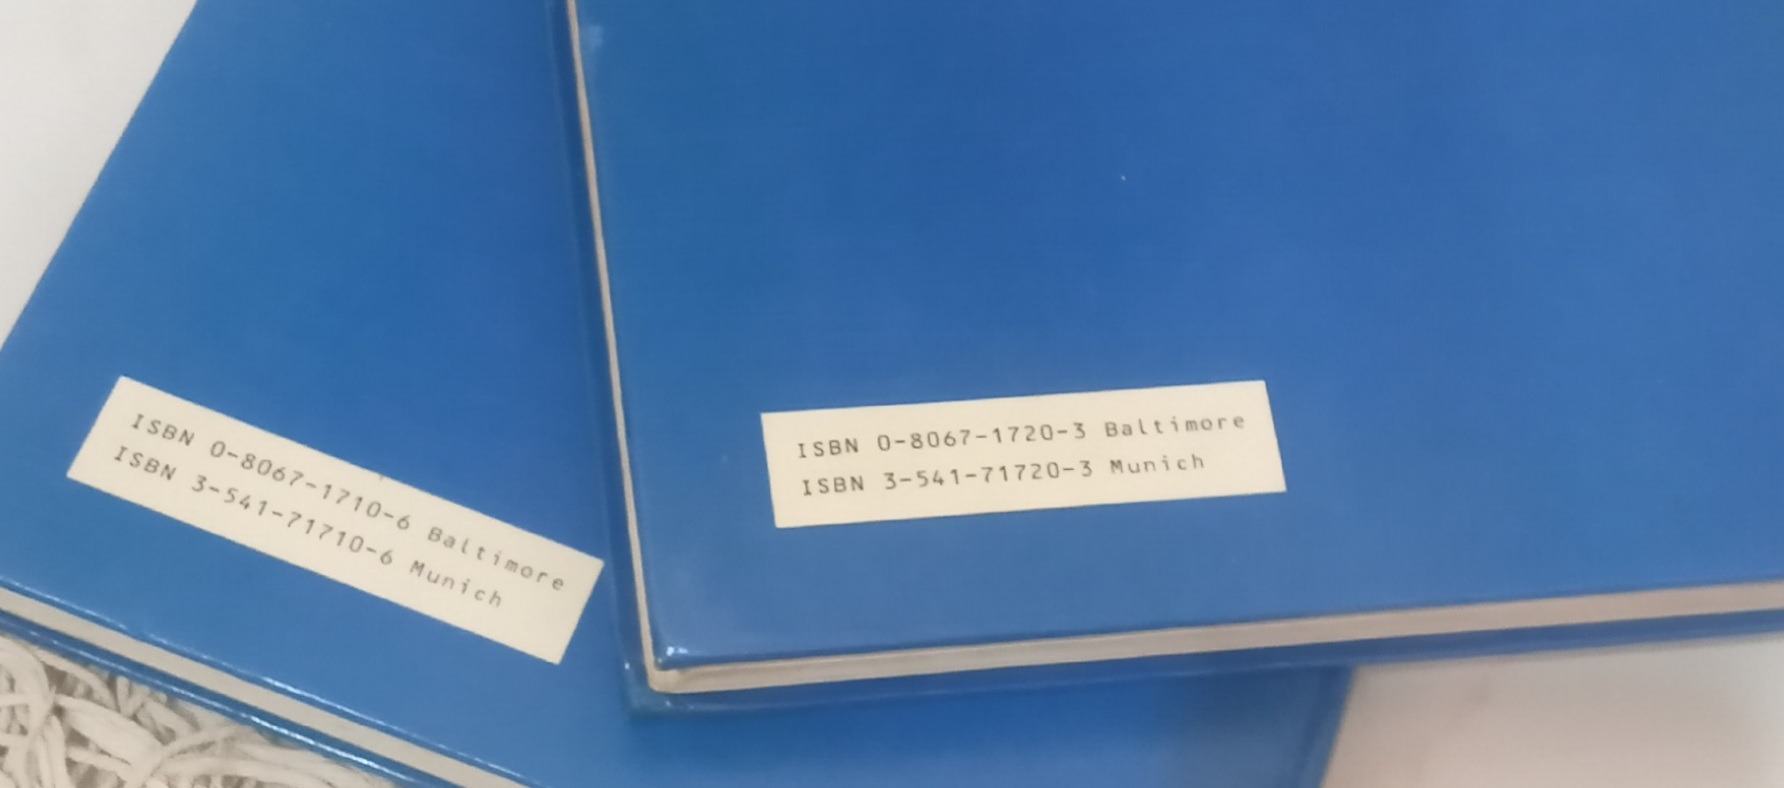 ISBN 0-8067-1710-6 Baltimore
ISBN 3-541-71710-6 Munich
ISBN 0-8067-1720-3 Baltimore
ISBN 3-541-71720-3 Munich